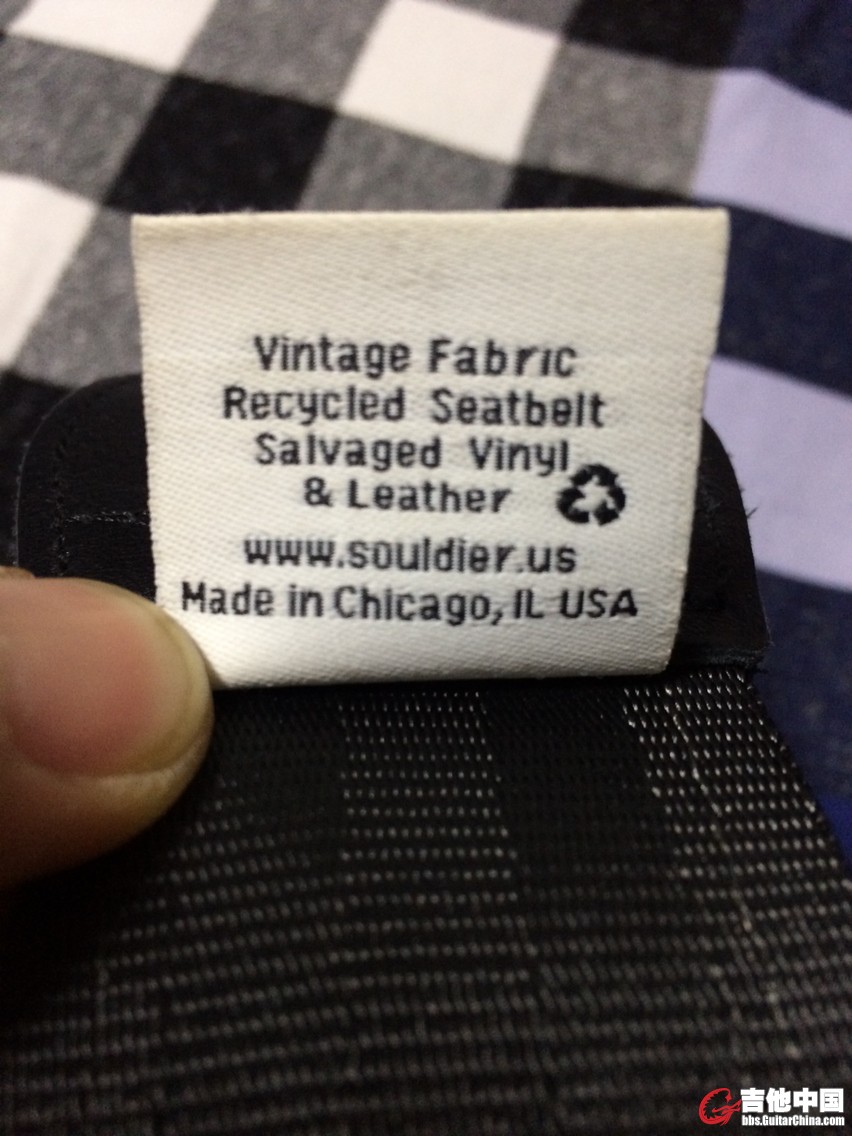 Vintage Fabric
Recycled Seatbelt
Salvaged Vinyl
& Leather
www.souldier.us
Made in Chicago, IL USA
吉他中国
bbs.GuitarChina.com